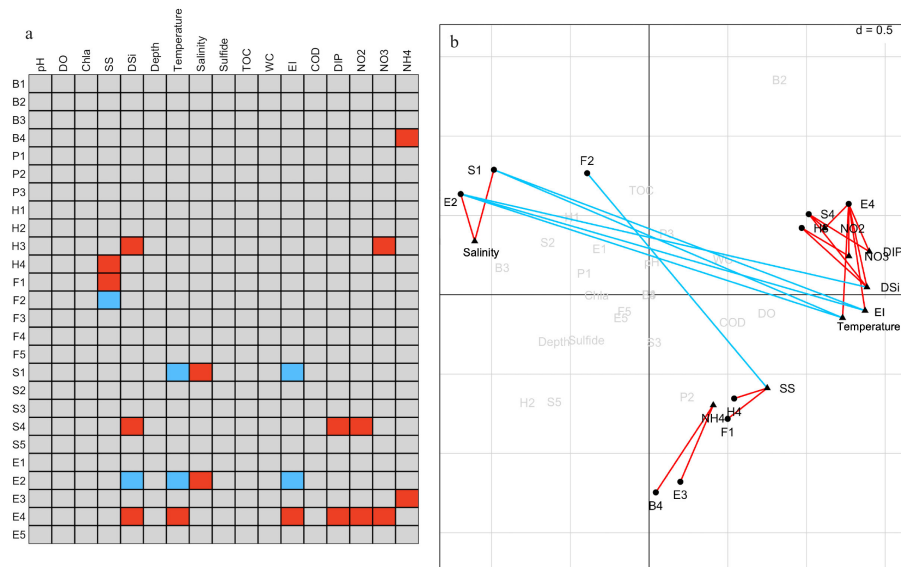 a
pH
DO
Chla
SS
DSi
Depth
Temperature
Salinity
Sulfide
TOC
WC
EI
COD
DIP
NO2
NO3
NH4
B1
B2
B3
B4
P1
P2
P3
H1
H2
H3
H4
F1
F2
F3
F4
F5
S1
S2
S3
S4
S5
E1
E2
E3
E4
E5
b
d = 0.5
B2
S1
F2
TOC
E2
H1
S4
E4
H3
NO2
P3
S2
E1
Salinity
DIP
NO3
B3
PH
WC
P1
DSi
Chla
EI
F5
E5
DO
COD
Temperature
Depth
Sulfide
S3
SS
P2
H2
S5
H4
NH4
F1
B4
E3